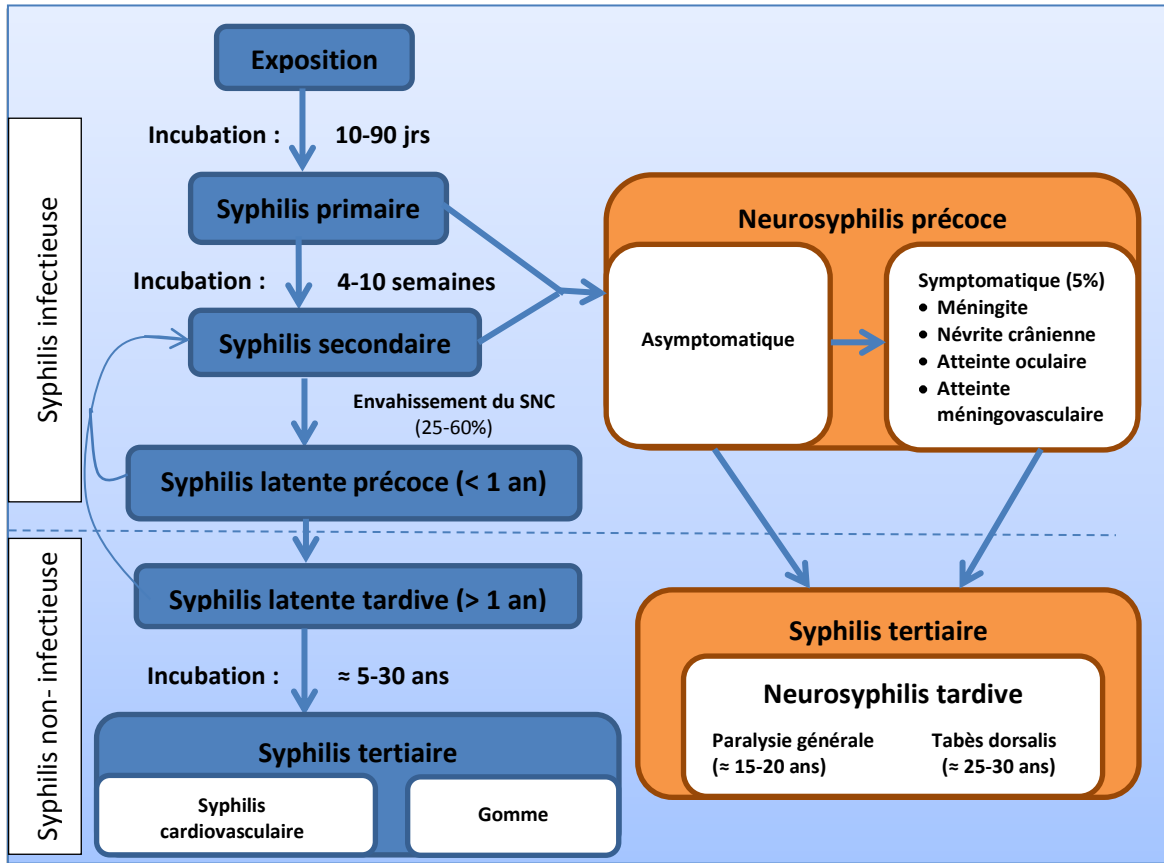 Exposition
Incubation : 10-90 jrs
Syphilis primaire
Incubation : 4-10 semaines
Syphilis secondaire
Envahissement du SNC
(25-60%)
Syphilis latente précoce (< 1 an)
Syphilis latente tardive (> 1 an)
Incubation : ≈ 5-30 ans
Syphilis tertiaire
Syphilis
cardiovasculaire
Gomme
Syphilis infectieuse
Syphilis non- infectieuse
Neurosyphilis précoce
Asymptomatique
Symptomatique (5%)
• Méningite
• Névrite crânienne
• Atteinte oculaire
• Atteinte
méningovasculaire
Syphilis tertiaire
Neurosyphilis tardive
Paralysie générale
(≈ 15-20 ans)
Tabès dorsalis
(≈ 25-30 ans)